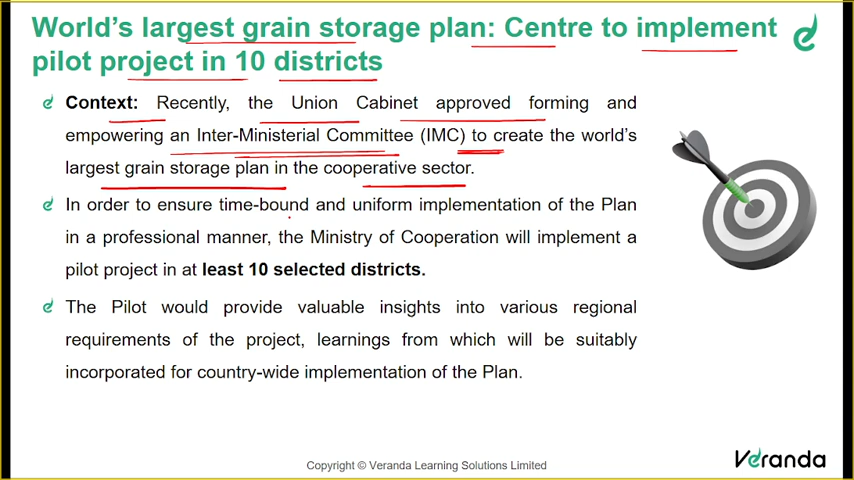 World's largest grain storage plan: Centre to implement
pilot project in 10 districts
Context: Recently, the Union Cabinet approved forming and
empowering an Inter-Ministerial Committee (IMC) to create the world's
largest grain storage plan in the cooperative sector.
In order to ensure time-bound and uniform implementation of the Plan
in a professional manner, the Ministry of Cooperation will implement a
pilot project in at least 10 selected districts.
The Pilot would provide valuable insights into various regional
requirements of the project, learnings from which will be suitably
incorporated for country-wide implementation of the Plan.
Copyright © Veranda Learning Solutions Limited
Veranda